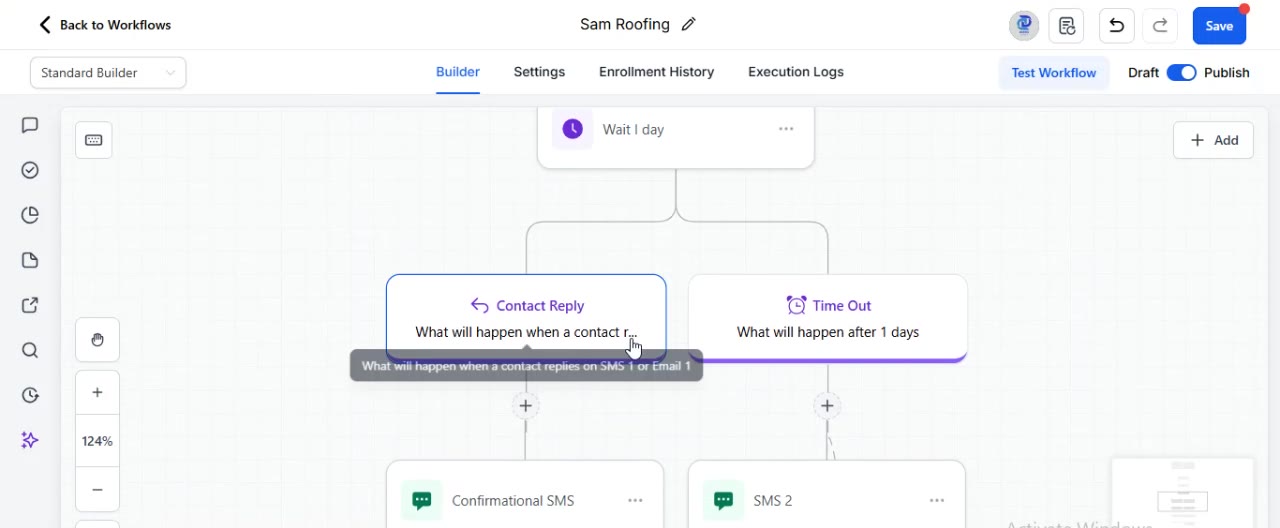 Back to Workflows
Sam Roofing
Save
Standard Builder
Builder
Settings
Enrollment History
Execution Logs
Test Workflow
Draft
Publish
Wait I day
Add
Contact Reply
What will happen when a contact r...
Time Out
What will happen after 1 days
What will happen when a contact replies on SMS 1 or Email 1
124%
Confirmational SMS
SMS 2
Activate Windows